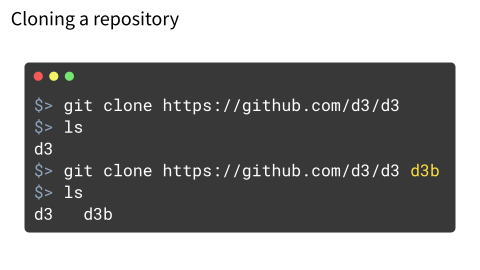 Cloning a repository
$> git clone https://github.com/d3/d3
$> ls
d3
$> git clone https://github.com/d3/d3 d3b
$> ls
d3   d3b